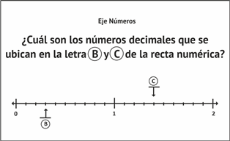 Eje Números
¿Cuál son los números decimales que se
ubican en la letra B y C de la recta numérica?
C
0 1 2
B